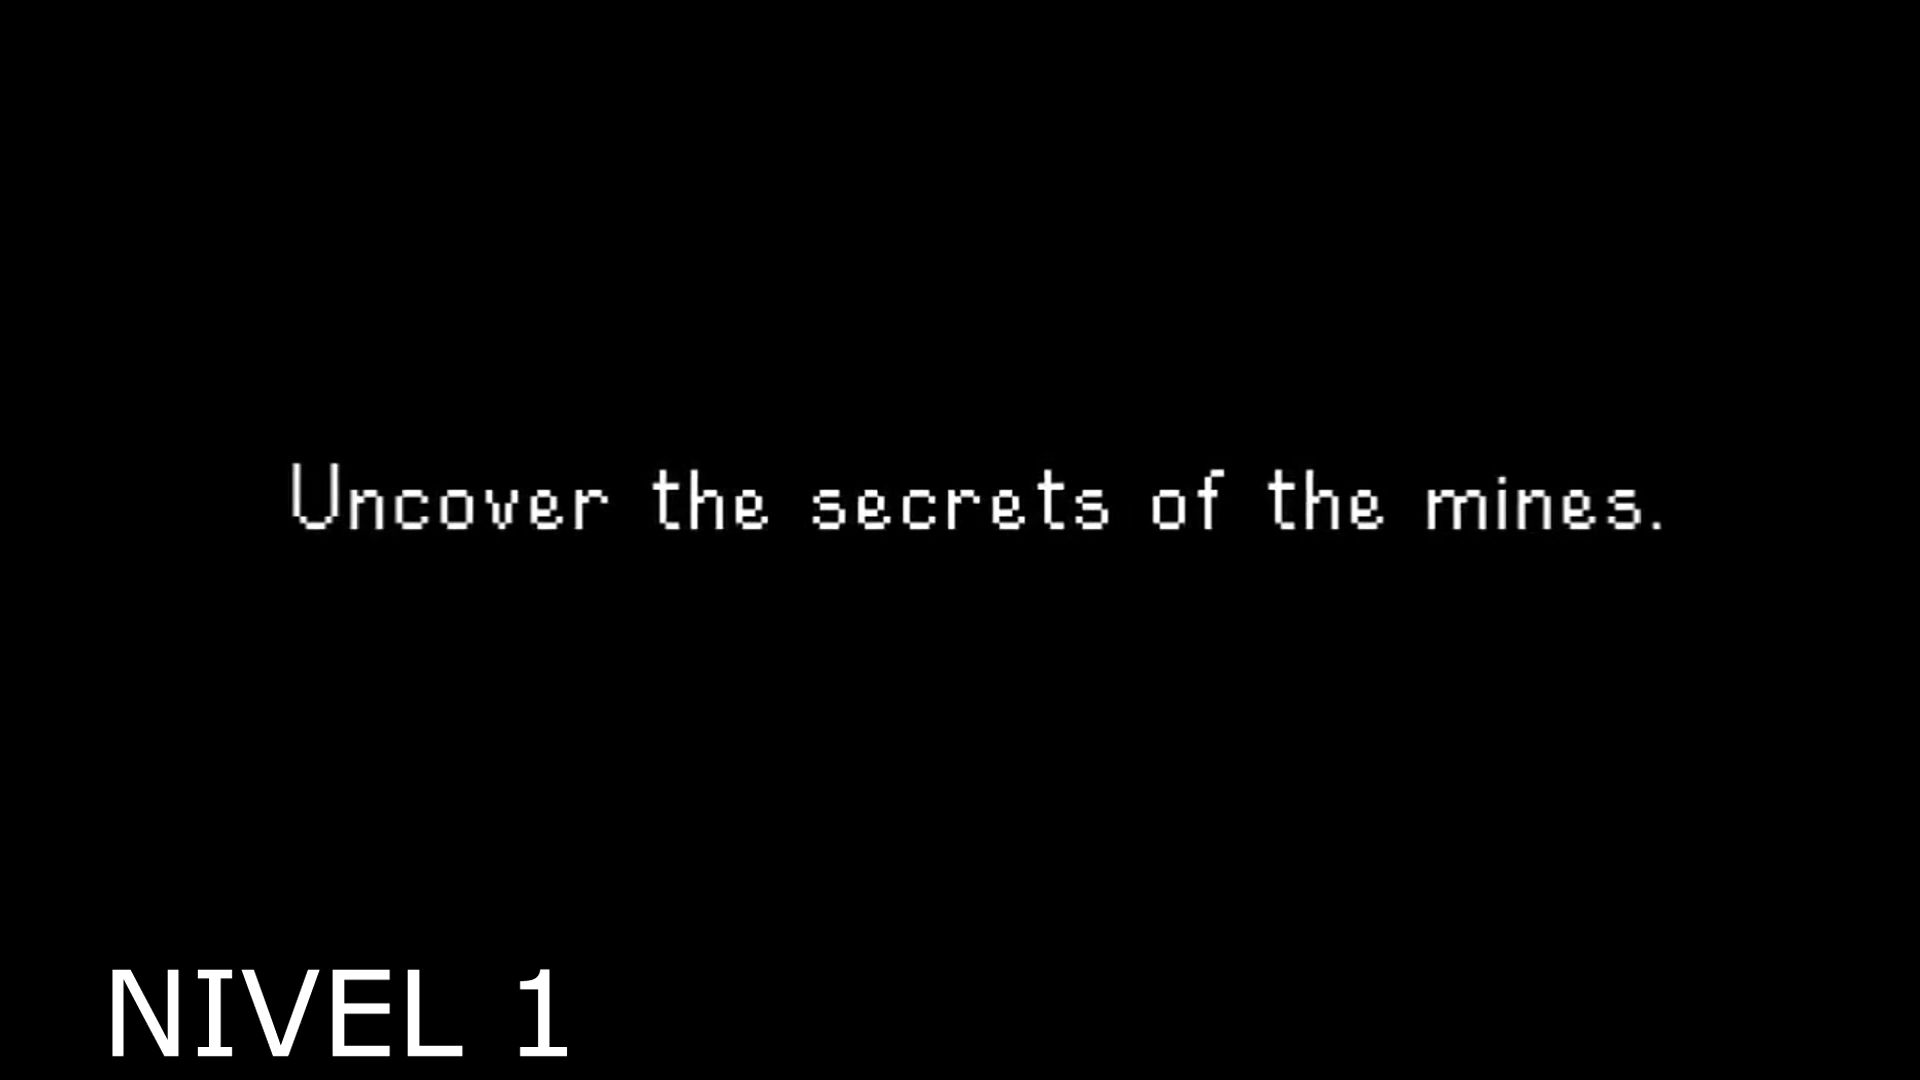 Uncover the secrets of the mines.
NIVEL 1